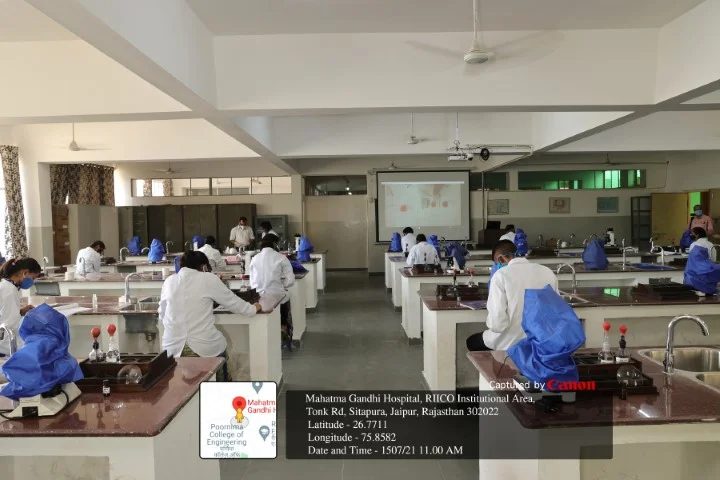 Captured by Canon
Mahatma Gandhi Hospital, RIICO Institutional Area,
Tonk Rd, Sitapura, Jaipur, Rajasthan 302022
Latitude - 26.7711
Longitude - 75.8582
Date and Time - 1507/21 11.00 AM
Mahatma
Gandhi H
Poornima
College of
Engineering